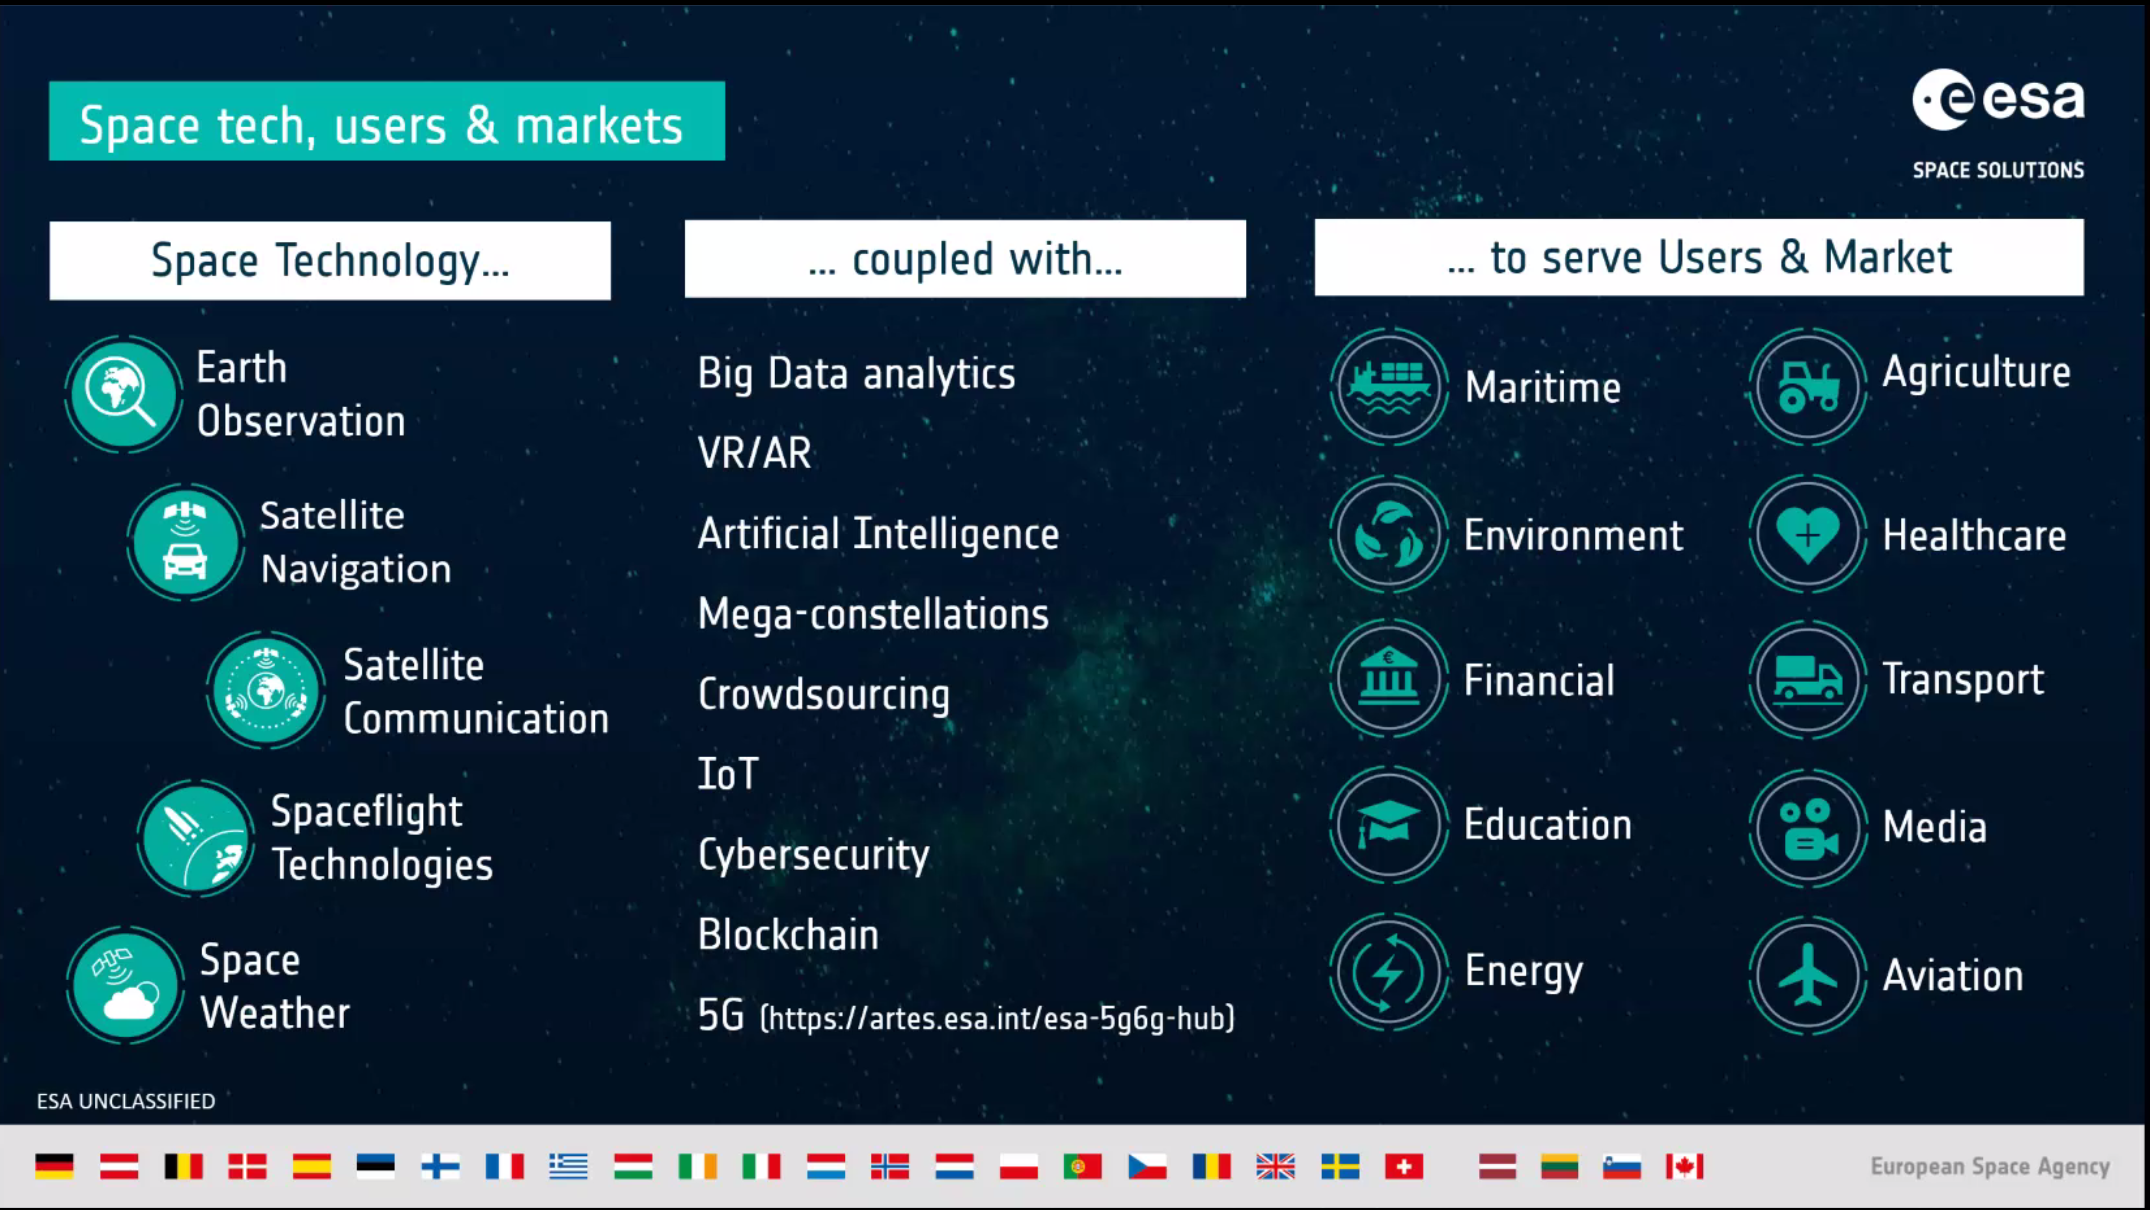 Space tech, users & markets
esa
SPACE SOLUTIONS
Space Technology...
Earth
Observation
Satellite
Navigation
Satellite
Communication
Spaceflight
Technologies
Space
Weather
... coupled with...
Big Data analytics
VR/AR
Artificial Intelligence
Mega-constellations
Crowdsourcing
IoT
Cybersecurity
Blockchain
5G (https://artes.esa.int/esa-5g6g-hub)
... to serve Users & Market
Maritime
Agriculture
Environment
Healthcare
€
Financial
Transport
Education
Media
Energy
Aviation
ESA UNCLASSIFIED
European Space Agency